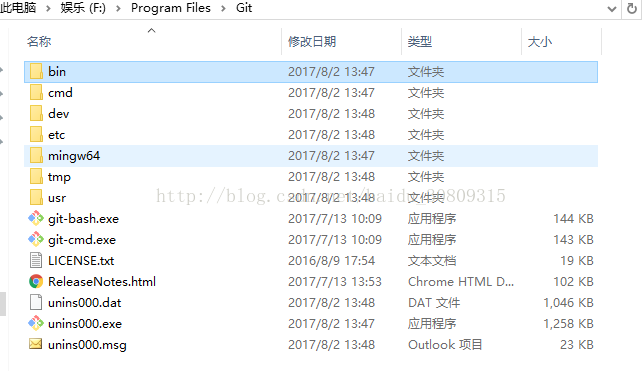 此电脑 > 娱乐 (F:) > Program Files > Git
名称 修改日期 类型 大小
bin 2017/8/2 13:47 文件夹
cmd 2017/8/2 13:47 文件夹
dev 2017/8/2 13:48 文件夹
etc 2017/8/2 13:48 文件夹
mingw64 2017/8/2 13:47 文件夹
tmp 2017/8/2 13:48 文件夹
usr 2017/8/2 13:48 文件夹
git-bash.exe 2017/7/13 10:09 应用程序 144 KB
git-cmd.exe 2017/7/13 10:09 应用程序 143 KB
LICENSE.txt 2016/8/9 17:54 文本文档 19 KB
ReleaseNotes.html 2017/7/13 13:53 Chrome HTML D... 102 KB
unins000.dat 2017/8/2 13:48 DAT 文件 1,046 KB
unins000.exe 2017/8/2 13:47 应用程序 1,258 KB
unins000.msg 2017/8/2 13:48 Outlook 项目 23 KB